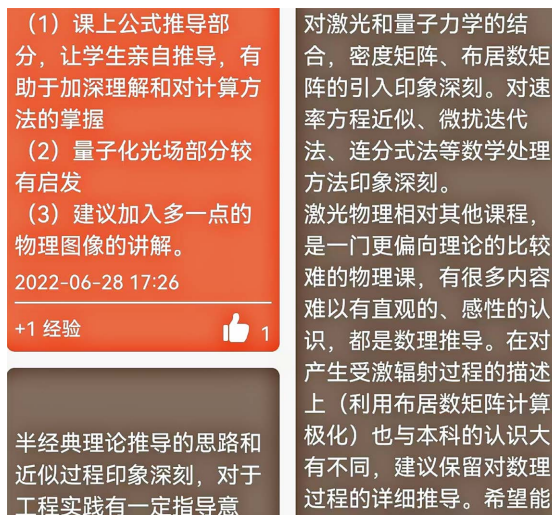 （1）课上公式推导部
分，让学生亲自推导，有
助于加深理解和对计算方
法的掌握
（2）量子化光场部分较
有启发
（3）建议加入多一点的
物理图像的讲解。
2022-06-28 17:26
+1 经验
1
半经典理论推导的思路和
近似过程印象深刻，对于
工程实践有一定指导意
对激光和量子力学的结
合，密度矩阵、布居数矩
阵的引入印象深刻。对速
率方程近似、微扰迭代
法、连分式法等数学处理
方法印象深刻。
激光物理相对其他课程，
是一门更偏向理论的比较
难的物理课，有很多内容
难以有直观的、感性的认
识，都是数理推导。在对
产生受激辐射过程的描述
上（利用布居数矩阵计算
极化）也与本科的认识大
有不同，建议保留对数理
过程的详细推导。希望能